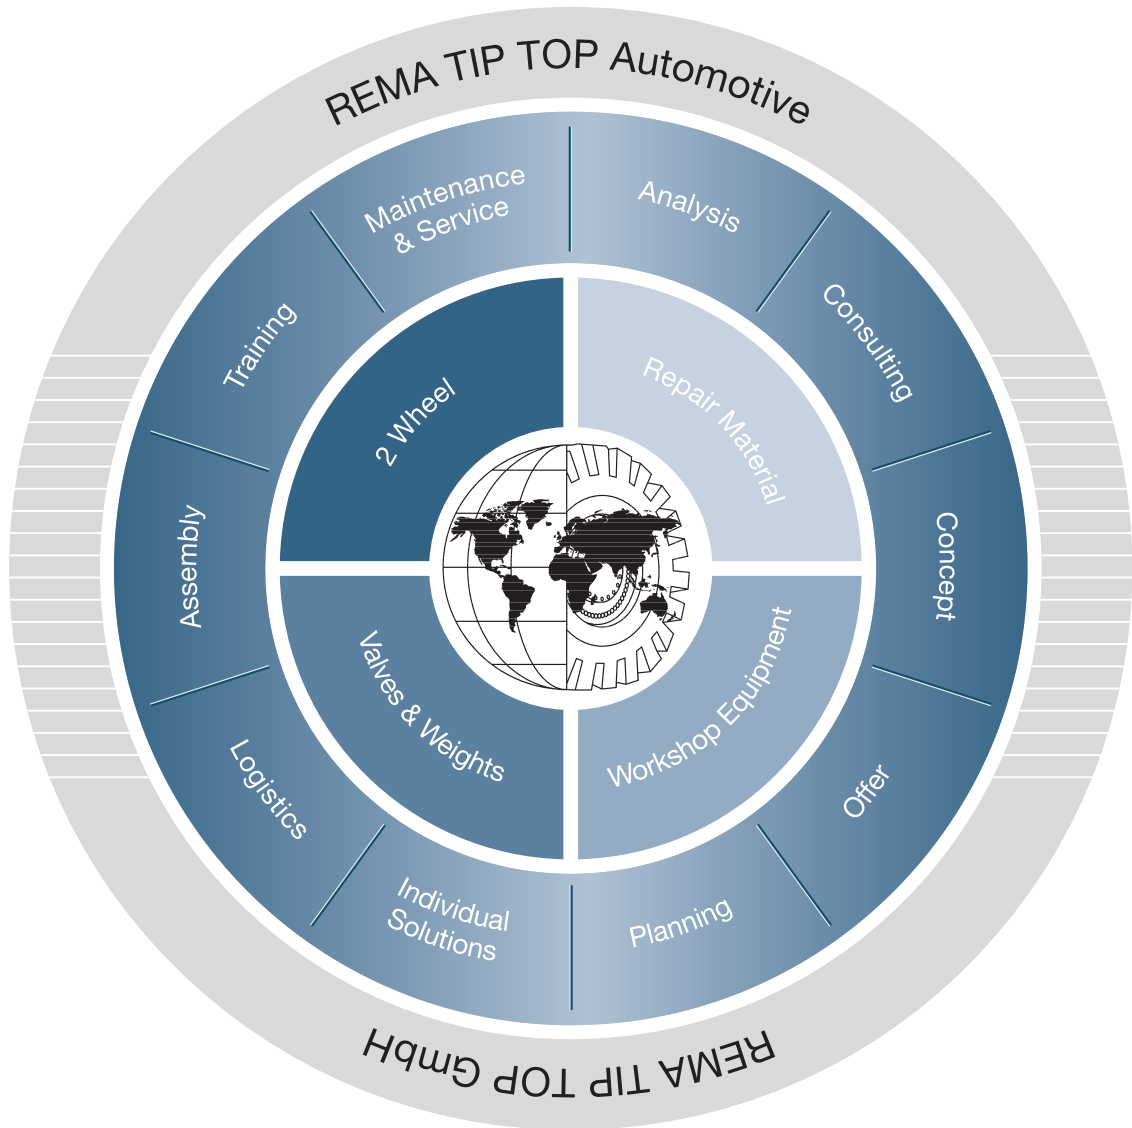 REMA TIP TOP Automotive
Maintenance
& Service
Analysis
Consulting
Concept
Offer
Planning
Individual
Solutions
Logistics
Assembly
Training
2 Wheel
Repair Material
Workshop Equipment
Valves & Weights
REMA TIP TOP GmbH